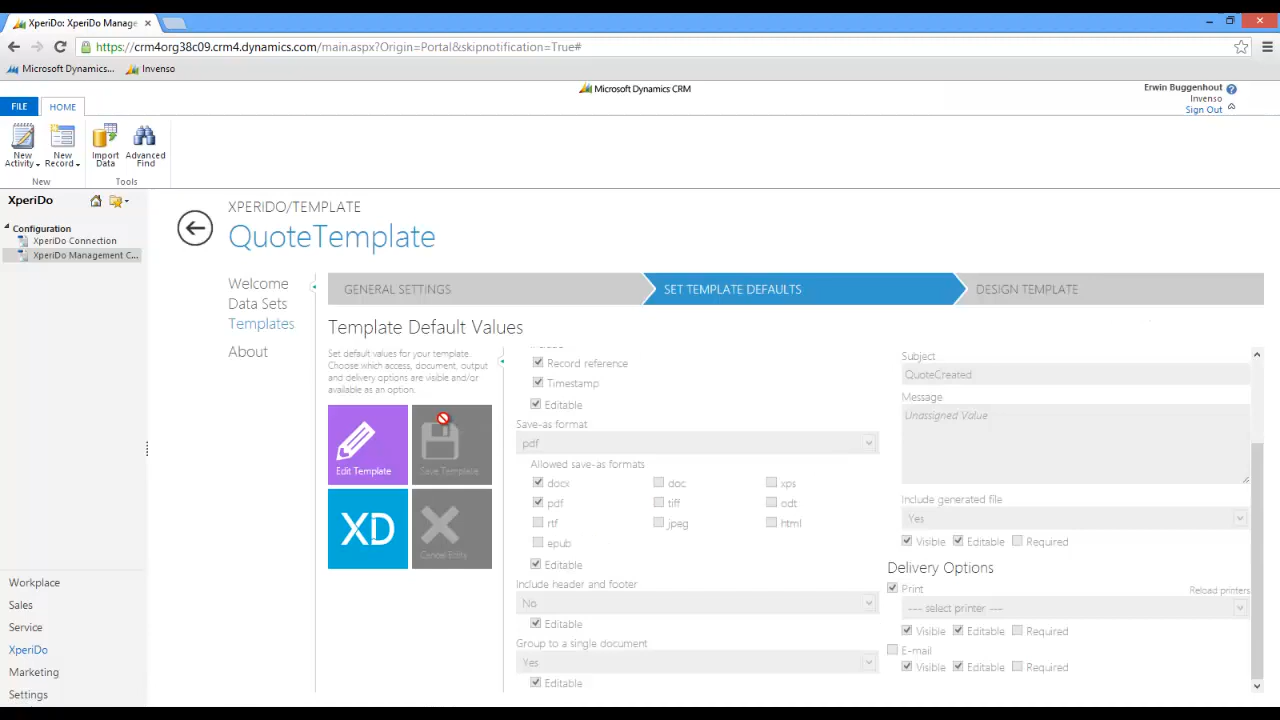 XperiDo: XperiDo Manage
https://crm4org38c09.crm4.dynamics.com/main.aspx?Origin=Portal&skipnotification=True#
Microsoft Dynamics... Invenso
Microsoft Dynamics CRM
Erwin Buggenhout
Invenso
Sign Out
FILE HOME
New Activity New Record Import Data Advanced Find
New Tools
XperiDo
Configuration
XperiDo Connection
XperiDo Management C...
Workplace
Sales
Service
XperiDo
Marketing
Settings
XPERIDO/TEMPLATE
QuoteTemplate
Welcome
Data Sets
Templates
About
GENERAL SETTINGS SET TEMPLATE DEFAULTS DESIGN TEMPLATE
Template Default Values
Set default values for your template.
Choose which access, document, output
and delivery options are visible and/or
available as an option.
Edit Template Save Template
XD Cancel Edits
Record reference
Timestamp
Editable
Save-as format
pdf
Allowed save-as formats
docx doc xps
pdf tiff odt
rtf jpeg html
epub
Editable
Include header and footer
No
Editable
Group to a single document
Yes
Editable
Subject
QuoteCreated
Message
Unassigned Value
Include generated file
Yes
Visible Editable Required
Delivery Options
Print Reload printers
--- select printer ---
Visible Editable Required
E-mail
Visible Editable Required